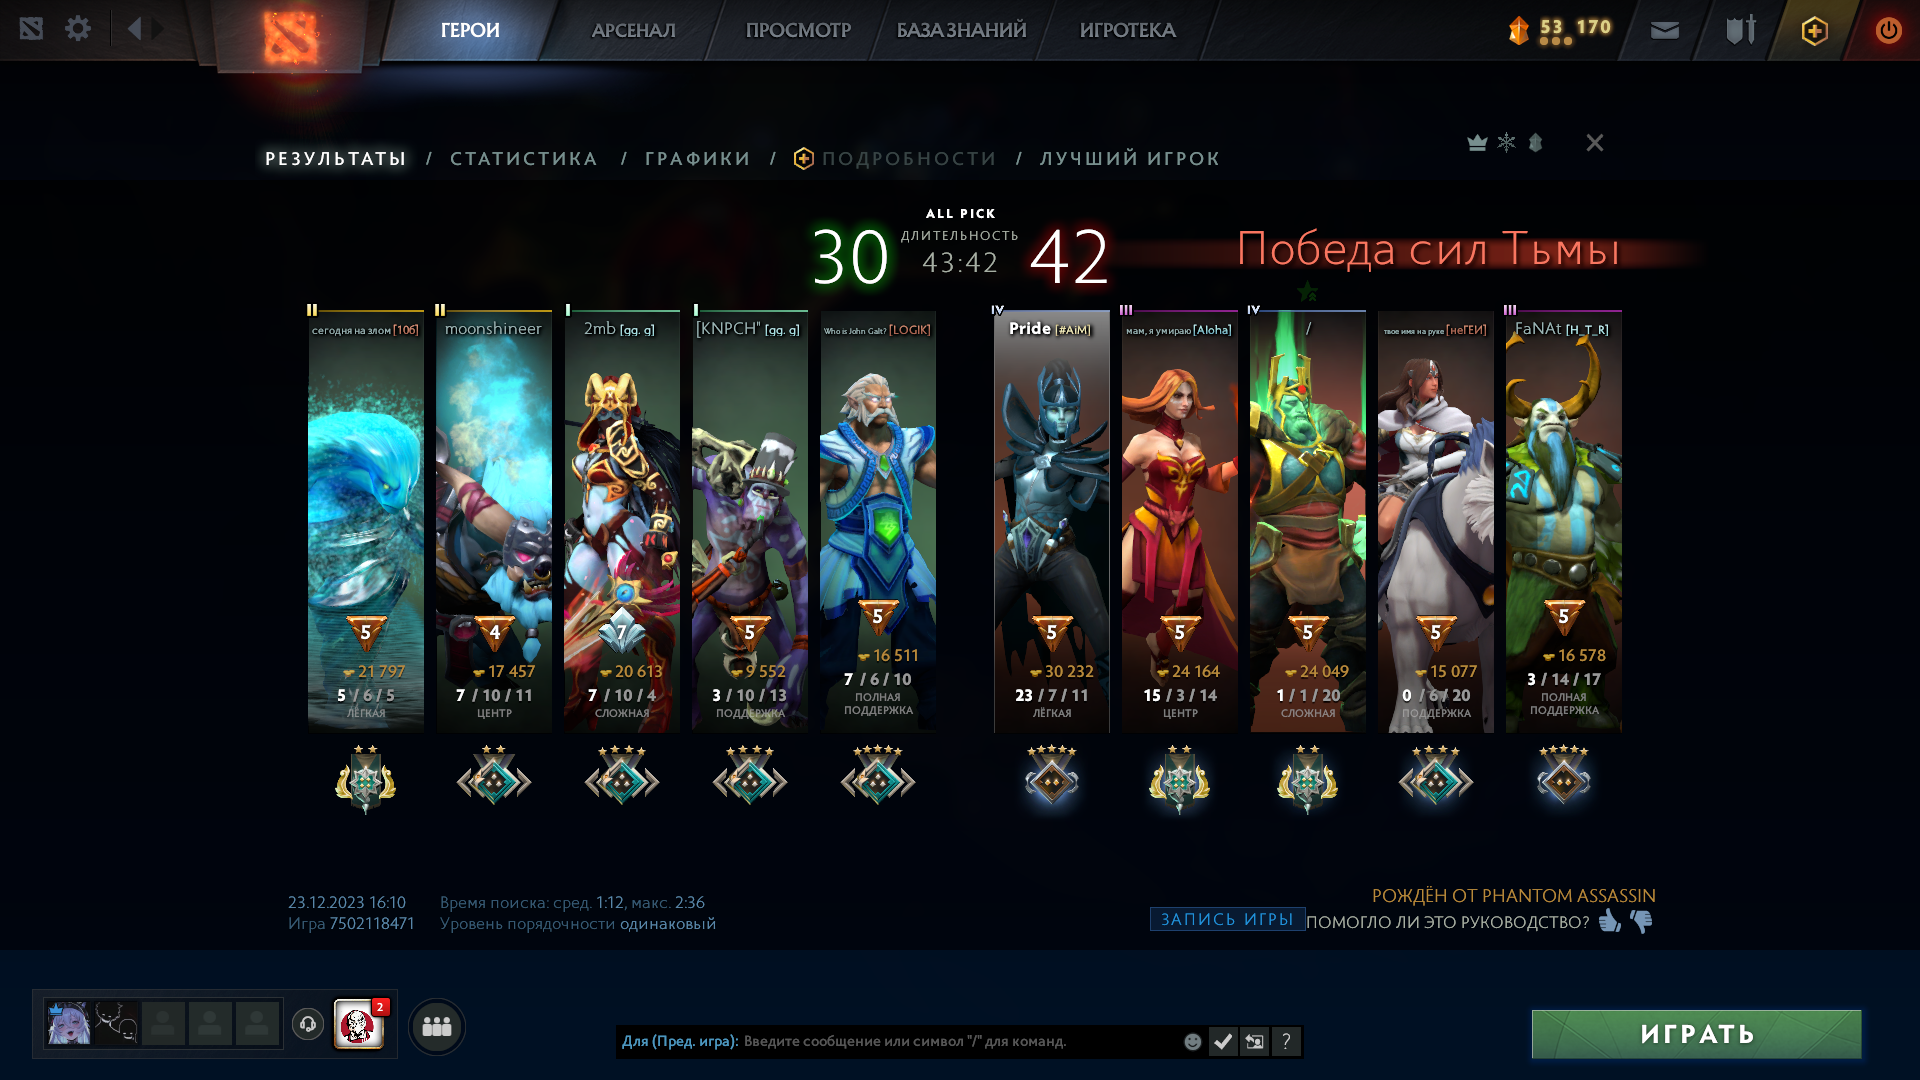 ГЕРОИ
АРСЕНАЛ
ПРОСМОТР
БАЗА ЗНАНИЙ
ИГРОТЕКА
53 170
РЕЗУЛЬТАТЫ / СТАТИСТИКА / ГРАФИКИ / ПОДРОБНОСТИ / ЛУЧШИЙ ИГРОК
ALL PICK
30
ДЛИТЕЛЬНОСТЬ
43:42
42
Победа сил Тьмы
II
сегодня на злом [10б]
5
21 797
5 / 6 / 5
ЛЁГКАЯ
II
moonshineer
4
17 457
7 / 10 / 11
ЦЕНТР
I
2mb [gg. g]
7
20 613
7 / 10 / 4
СЛОЖНАЯ
I
[KNPCH" [gg. g]
5
9 552
3 / 10 / 13
ПОДДЕРЖКА
Who is John Galt? [LOGIK]
5
16 511
7 / 6 / 10
ПОЛНАЯ
ПОДДЕРЖКА
IV
Pride [#AiM]
5
30 232
23 / 7 / 11
ЛЁГКАЯ
III
мам, я умираю [Aloha]
5
24 164
15 / 3 / 14
ЦЕНТР
IV
/
5
24 049
1 / 1 / 20
СЛОЖНАЯ
твое имя на руке [неГЕИ]
5
15 077
0 / 6 / 20
ПОДДЕРЖКА
III
FaNAt [H_T_R]
5
16 578
3 / 14 / 17
ПОЛНАЯ
ПОДДЕРЖКА
23.12.2023 16:10
Время поиска: сред. 1:12, макс. 2:36
Игра 7502118471
Уровень порядочности одинаковый
РОЖДЁН ОТ PHANTOM ASSASSIN
ЗАПИСЬ ИГРЫ
ПОМОГЛО ЛИ ЭТО РУКОВОДСТВО?
2
Для (Пред. игра): Введите сообщение или символ "/" для команд.
?
ИГРАТЬ